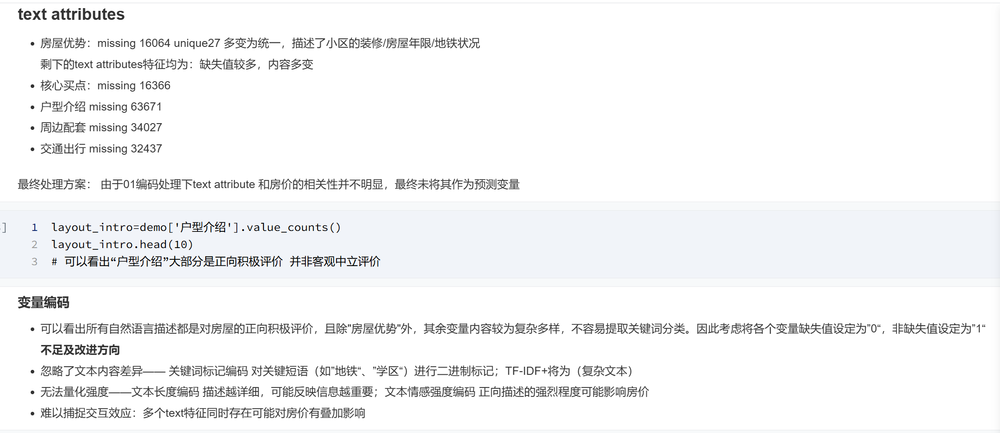 text attributes
• 房屋优势：missing 16064 unique27 多变为统一，描述了小区的装修/房屋年限/地铁状况
剩下的text attributes特征均为：缺失值较多，内容多变
• 核心买点：missing 16366
• 户型介绍 missing 63671
• 周边配套 missing 34027
• 交通出行 missing 32437
最终处理方案： 由于01编码处理下text attribute 和房价的相关性并不明显，最终未将其作为预测变量
] 1 layout_intro=demo['户型介绍'].value_counts()
2 layout_intro.head(10)
3 # 可以看出“户型介绍”大部分是正向积极评价 并非客观中立评价
变量编码
• 可以看出所有自然语言描述都是对房屋的正向积极评价，且除"房屋优势"外，其余变量内容较为复杂多样，不容易提取关键词分类。因此考虑将各个变量缺失值设定为”0“，非缺失值设定为”1“
不足及改进方向
• 忽略了文本内容差异—— 关键词标记编码 对关键短语（如”地铁“、”学区“）进行二进制标记；TF-IDF+将为（复杂文本）
• 无法量化强度——文本长度编码 描述越详细，可能反映信息越重要；文本情感强度编码 正向描述的强烈程度可能影响房价
• 难以捕捉交互效应：多个text特征同时存在可能对房价有叠加影响